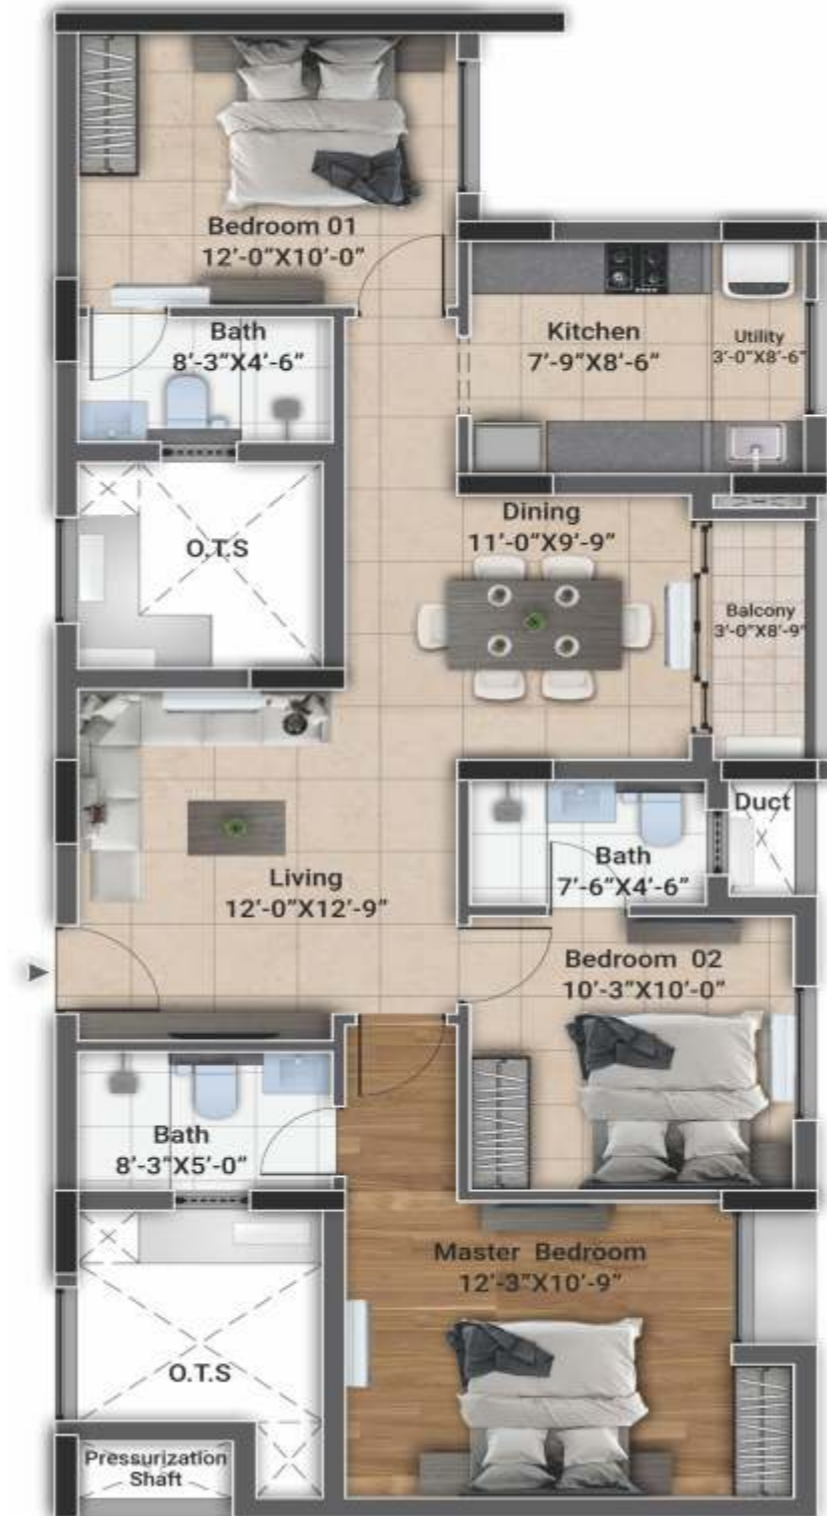 Bedroom 01
12'-0"X10'-0"
Bath
8'-3"X4'-6"
Kitchen
7'-9"X8'-6"
Utility
3'-0"X8'-6"
O.T.S
Dining
11'-0"X9'-9"
Balcony
3'-0"X8'-9"
Duct
Bath
7'-6"X4'-6"
Living
12'-0"X12'-9"
Bedroom 02
10'-3"X10'-0"
Bath
8'-3"X5'-0"
Master Bedroom
12'-3"X10'-9"
O.T.S
Pressurization
Shaft